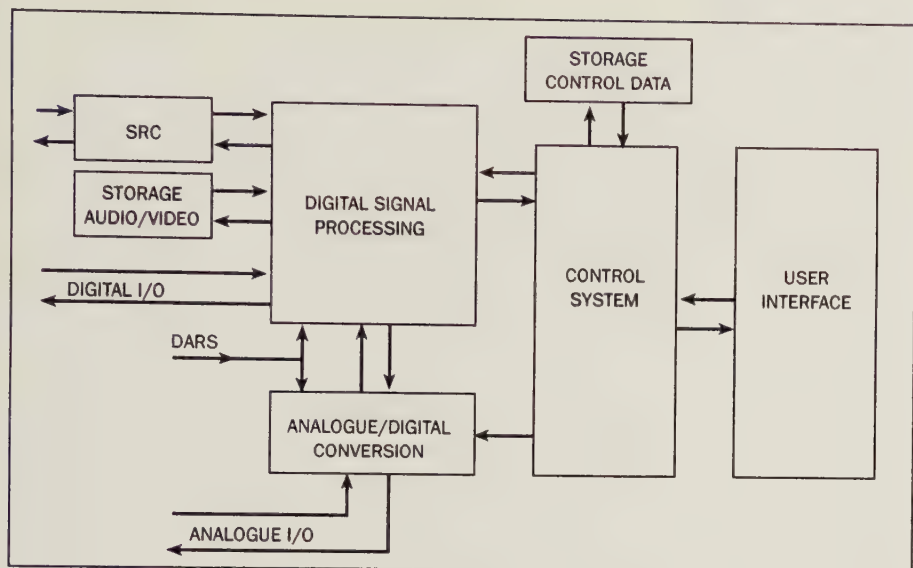 STORAGE
CONTROL DATA
SRC
STORAGE
AUDIO/VIDEO
DIGITAL SIGNAL
PROCESSING
CONTROL
SYSTEM
USER
INTERFACE
DIGITAL I/O
DARS
ANALOGUE/DIGITAL
CONVERSION
ANALOGUE I/O